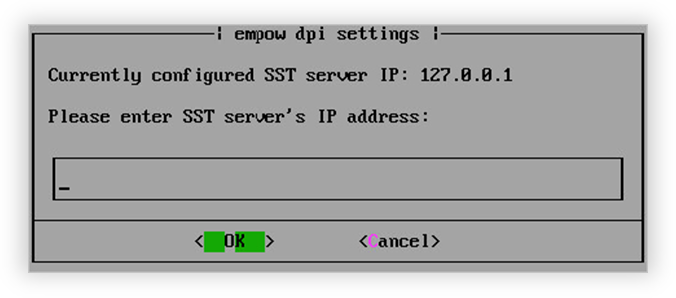 empow dpi settings
Currently configured SST server IP: 127.0.0.1
Please enter SST server's IP address:
_
< OK > <Cancel>